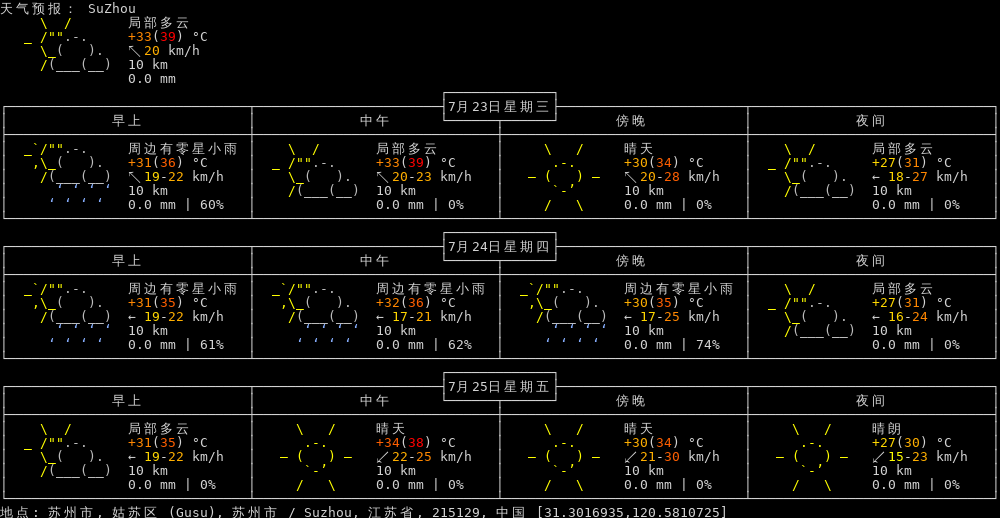 天气预报： SuZhou
局部多云
+33(39) °C
↖ 20 km/h
10 km
0.0 mm
7月23日星期三
早上 中午 傍晚 夜间
周边有零星小雨 局部多云 晴天 局部多云
+31(36) °C +33(39) °C +30(34) °C +27(31) °C
↖ 19-22 km/h ↖ 20-23 km/h ↖ 20-28 km/h ← 18-27 km/h
10 km 10 km 10 km 10 km
0.0 mm | 60% 0.0 mm | 0% 0.0 mm | 0% 0.0 mm | 0%
7月24日星期四
早上 中午 傍晚 夜间
周边有零星小雨 周边有零星小雨 周边有零星小雨 局部多云
+31(35) °C +32(36) °C +30(35) °C +27(31) °C
← 19-22 km/h ← 17-21 km/h ← 17-25 km/h ← 16-24 km/h
10 km 10 km 10 km 10 km
0.0 mm | 61% 0.0 mm | 62% 0.0 mm | 74% 0.0 mm | 0%
7月25日星期五
早上 中午 傍晚 夜间
局部多云 晴天 晴天 晴朗
+31(35) °C +34(38) °C +30(34) °C +27(30) °C
← 19-22 km/h ↙ 22-25 km/h ↙ 21-30 km/h ↙ 15-23 km/h
10 km 10 km 10 km 10 km
0.0 mm | 0% 0.0 mm | 0% 0.0 mm | 0% 0.0 mm | 0%
地点: 苏州市, 姑苏区 (Gusu), 苏州市 / Suzhou, 江苏省, 215129, 中国 [31.3016935,120.5810725]